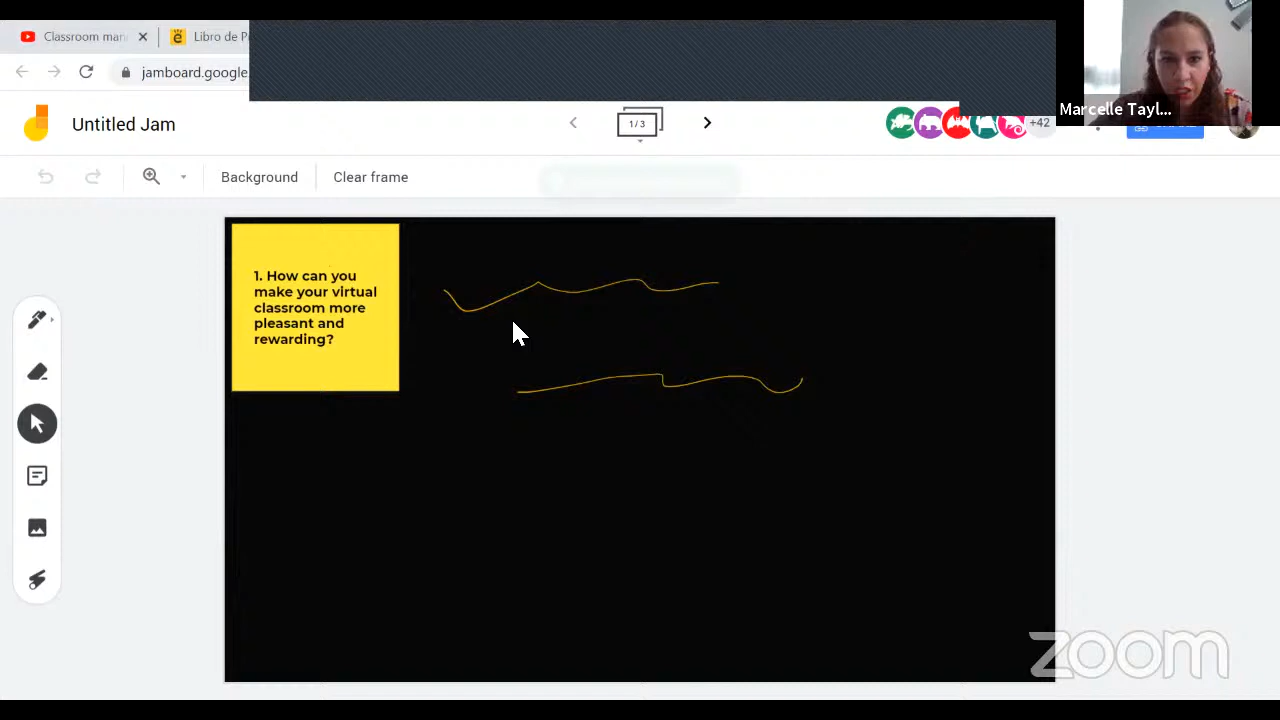 Classroom man
Libro de P
jamboard.google.
Marcelle Tayl...
Untitled Jam
1 / 3
+42
Background
Clear frame
1. How can you
make your virtual
classroom more
pleasant and
rewarding?
zoom